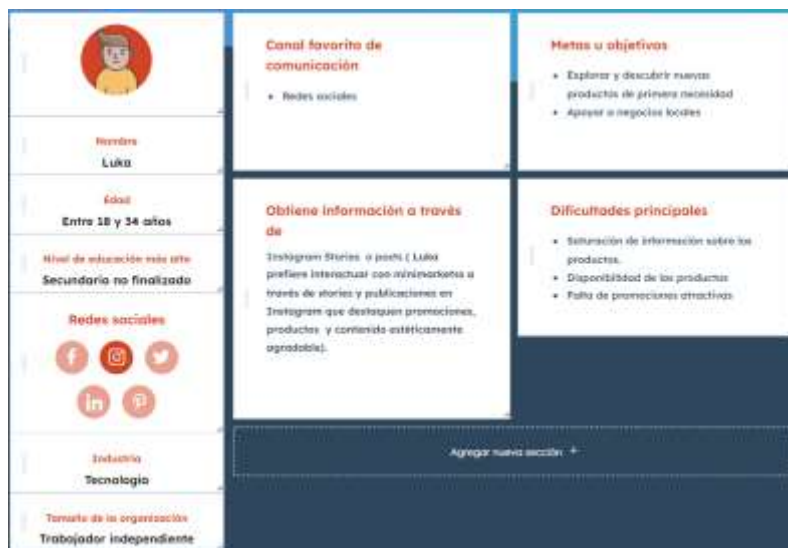 Nombre
Luka
Edad
Entre 18 y 34 años
Nivel de educación más alto
Secundario no finalizado
Redes sociales
Industria
Tecnología
Tamaño de la organización
Trabajador independiente
Canal favorito de
comunicación
• Redes sociales
Metas u objetivos
• Explorar y descubrir nuevos
productos de primera necesidad
• Apoyar a negocios locales
Obtiene información a través
de
Instagram Stories o posts ( Luka
prefiere interactuar con minimarkets a
través de stories y publicaciones en
Instagram que destaquen promociones,
productos y contenido estéticamente
agradable).
Dificultades principales
• Saturación de información sobre los
productos.
• Disponibilidad de los productos
• Falta de promociones atractivas
Agregar nueva sección +